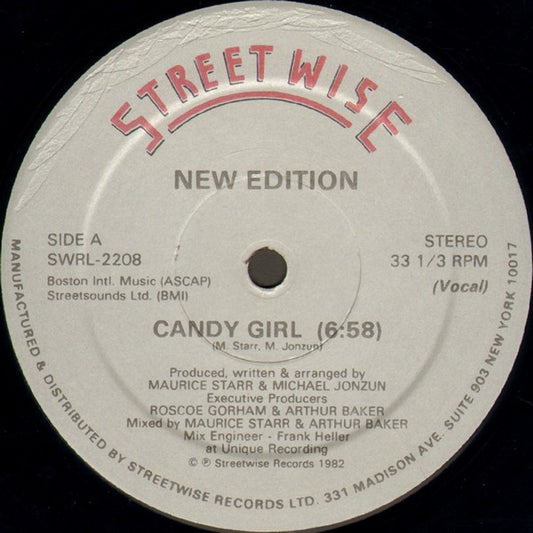 STREET WISE
NEW EDITION
SIDE A
SWRL-2208
Boston Intl. Music (ASCAP)
Streetsounds Ltd. (BMI)
STEREO
33 1/3 RPM
(Vocal)
CANDY GIRL (6:58)
(M. Starr, M. Jonzun)
Produced, written & arranged by
MAURICE STARR & MICHAEL JONZUN
Executive Producers
ROSCOE GORHAM & ARTHUR BAKER
Mixed by MAURICE STARR & ARTHUR BAKER
Mix Engineer - Frank Heller
at Unique Recording
© ℗ Streetwise Records 1982
MANUFACTURED & DISTRIBUTED BY STREETWISE RECORDS LTD. 331 MADISON AVE. SUITE 903 NEW YORK 10017